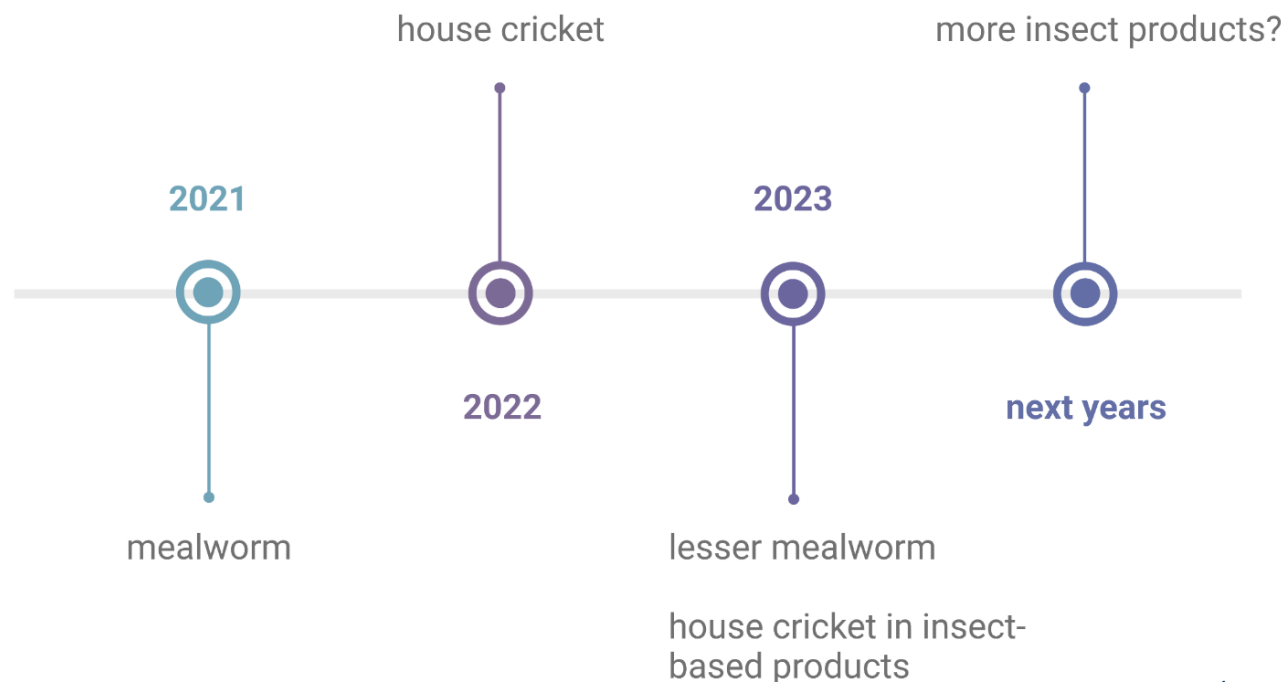 house cricket
more insect products?
2021
2023
2022
next years
mealworm
lesser mealworm
house cricket in insect-
based products